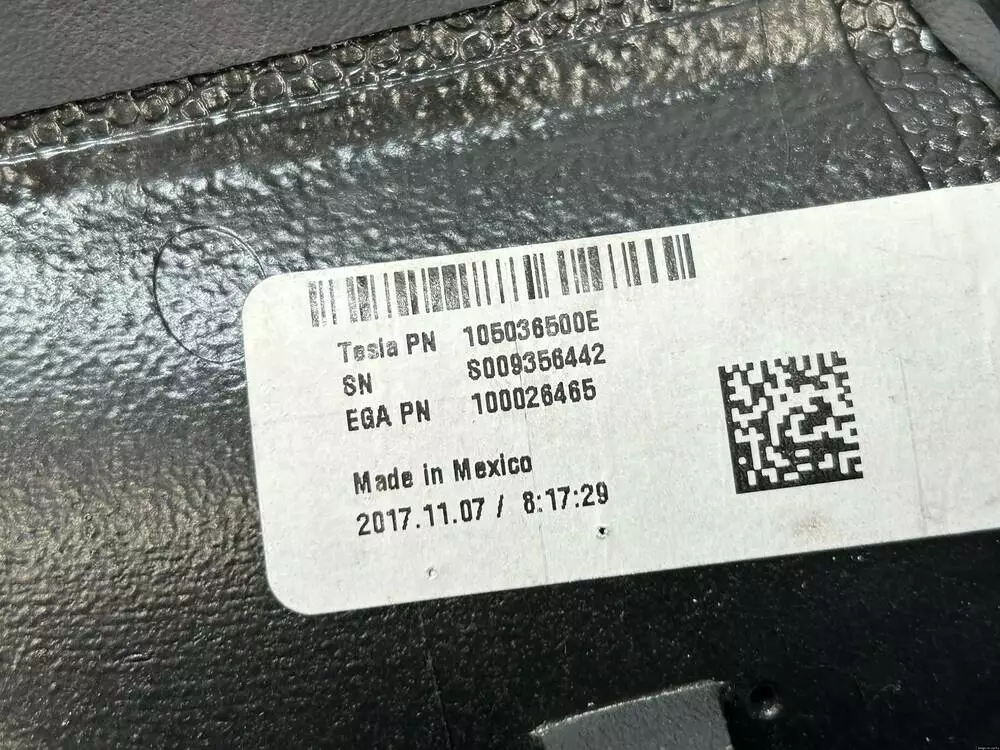 Tesla PN 105036500E
SN S009356442
EGA PN 100026465
Made in Mexico
2017.11.07 / 8:17:29